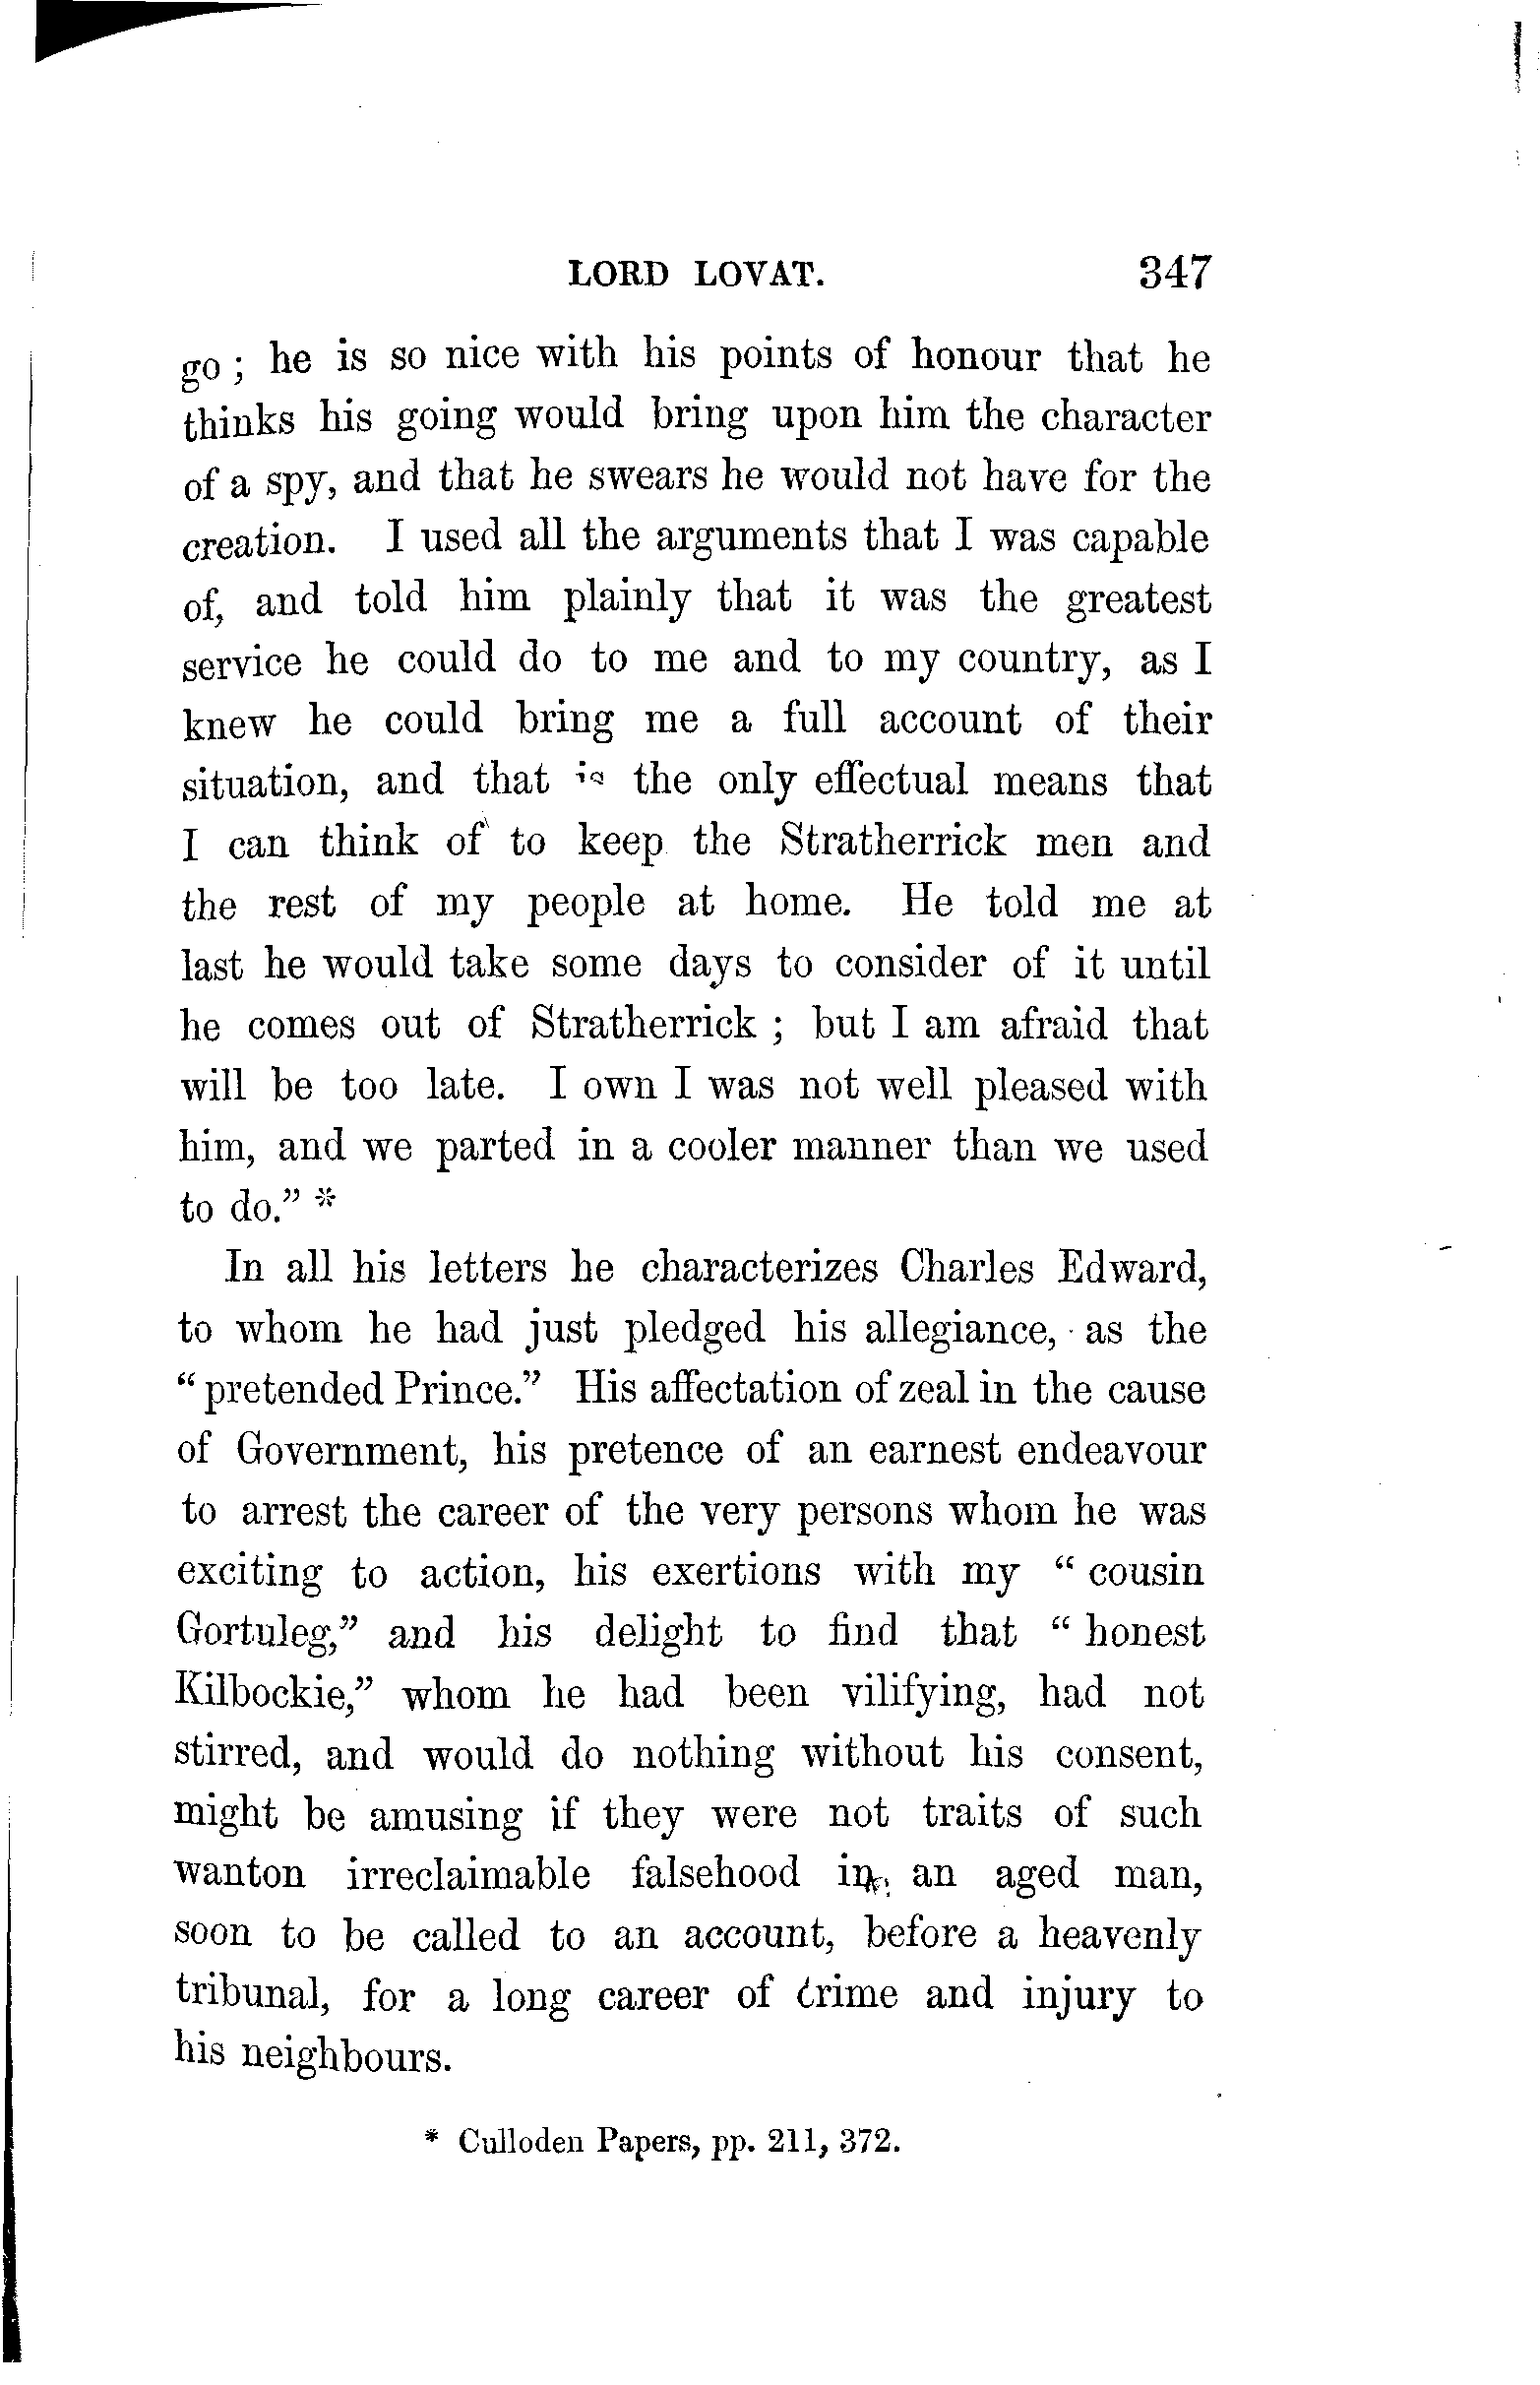 LORD LOVAT. 347
go ; he is so nice with his points of honour that he
thinks his going would bring upon him the character
of a spy, and that he swears he would not have for the
creation. I used all the arguments that I was capable
of, and told him plainly that it was the greatest
service he could do to me and to my country, as I
knew he could bring me a full account of their
situation, and that is the only effectual means that
I can think of to keep the Stratherrick men and
the rest of my people at home. He told me at
last he would take some days to consider of it until
he comes out of Stratherrick ; but I am afraid that
will be too late. I own I was not well pleased with
him, and we parted in a cooler manner than we used
to do.” *
In all his letters he characterizes Charles Edward,
to whom he had just pledged his allegiance, as the
“ pretended Prince.” His affectation of zeal in the cause
of Government, his pretence of an earnest endeavour
to arrest the career of the very persons whom he was
exciting to action, his exertions with my “ cousin
Gortuleg,” and his delight to find that “ honest
Kilbockie,” whom he had been vilifying, had not
stirred, and would do nothing without his consent,
might be amusing if they were not traits of such
wanton irreclaimable falsehood in an aged man,
soon to be called to an account, before a heavenly
tribunal, for a long career of crime and injury to
his neighbours.
* Culloden Papers, pp. 211, 372.